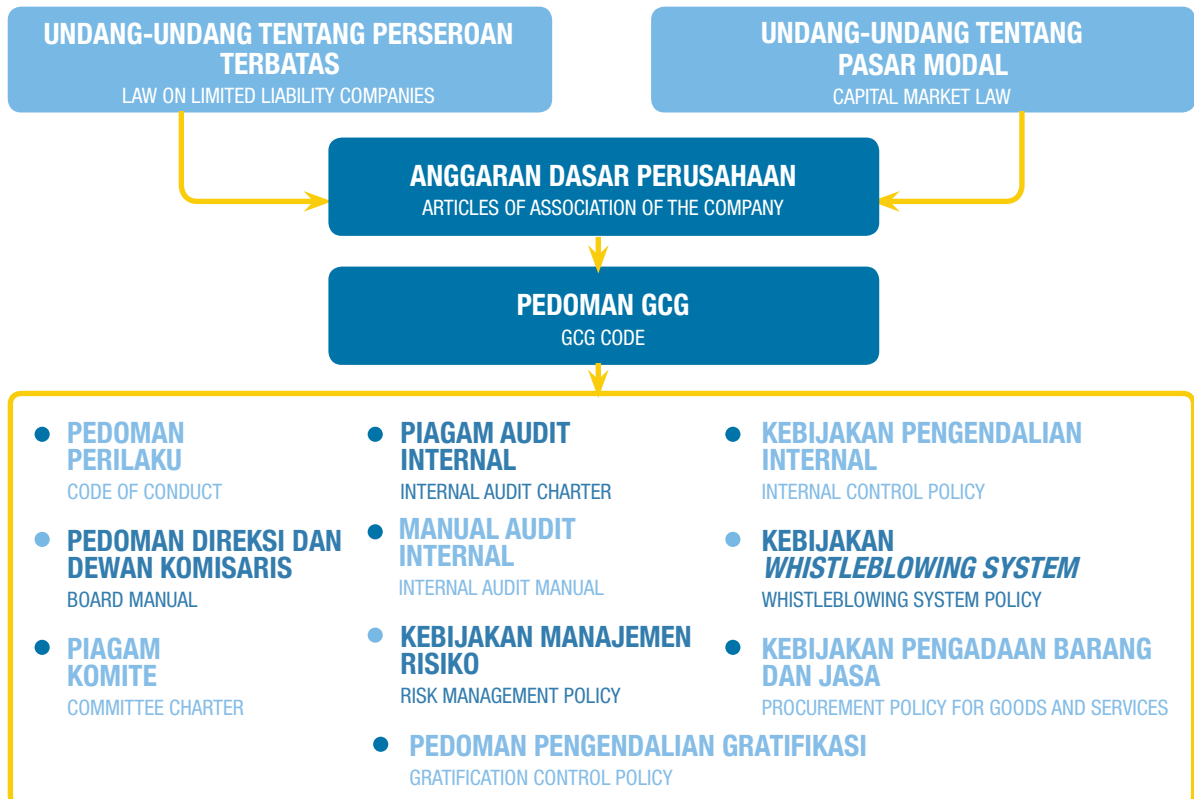 UNDANG-UNDANG TENTANG PERSEROAN
TERBATAS
LAW ON LIMITED LIABILITY COMPANIES
UNDANG-UNDANG TENTANG
PASAR MODAL
CAPITAL MARKET LAW
ANGGARAN DASAR PERUSAHAAN
ARTICLES OF ASSOCIATION OF THE COMPANY
PEDOMAN GCG
GCG CODE
PEDOMAN
PERILAKU
CODE OF CONDUCT
PEDOMAN DIREKSI DAN
DEWAN KOMISARIS
BOARD MANUAL
PIAGAM
KOMITE
COMMITTEE CHARTER
PIAGAM AUDIT
INTERNAL
INTERNAL AUDIT CHARTER
MANUAL AUDIT
INTERNAL
INTERNAL AUDIT MANUAL
KEBIJAKAN MANAJEMEN
RISIKO
RISK MANAGEMENT POLICY
KEBIJAKAN PENGENDALIAN
INTERNAL
INTERNAL CONTROL POLICY
KEBIJAKAN
WHISTLEBLOWING SYSTEM
WHISTLEBLOWING SYSTEM POLICY
KEBIJAKAN PENGADAAN BARANG
DAN JASA
PROCUREMENT POLICY FOR GOODS AND SERVICES
PEDOMAN PENGENDALIAN GRATIFIKASI
GRATIFICATION CONTROL POLICY